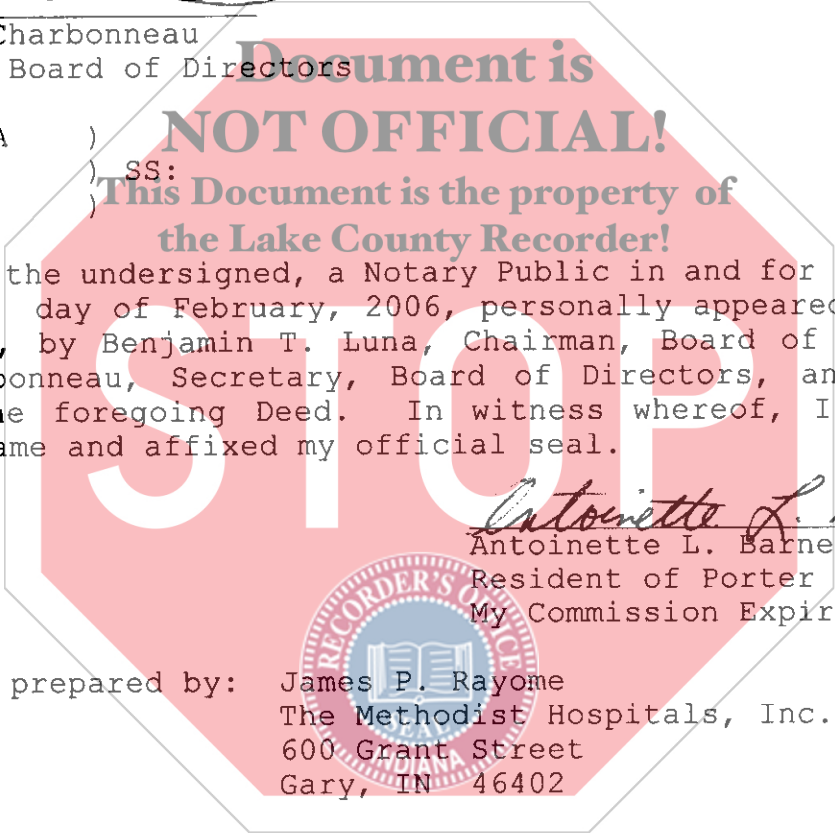 Charbonneau
Board of Directors
Document is
NOT OFFICIAL!
This Document is the property of
the Lake County Recorder!
A )
) SS:
)
the undersigned, a Notary Public in and for
day of February, 2006, personally appeared
, by Benjamin T. Luna, Chairman, Board of
bonneau, Secretary, Board of Directors, an
e foregoing Deed. In witness whereof, I
ame and affixed my official seal.
STOP
Antoinette L.
Antoinette L. Barne
Resident of Porter
My Commission Expir
RECORDER'S OFFICE
SEAL
INDIANA
prepared by: James P. Rayome
The Methodist Hospitals, Inc.
600 Grant Street
Gary, IN 46402